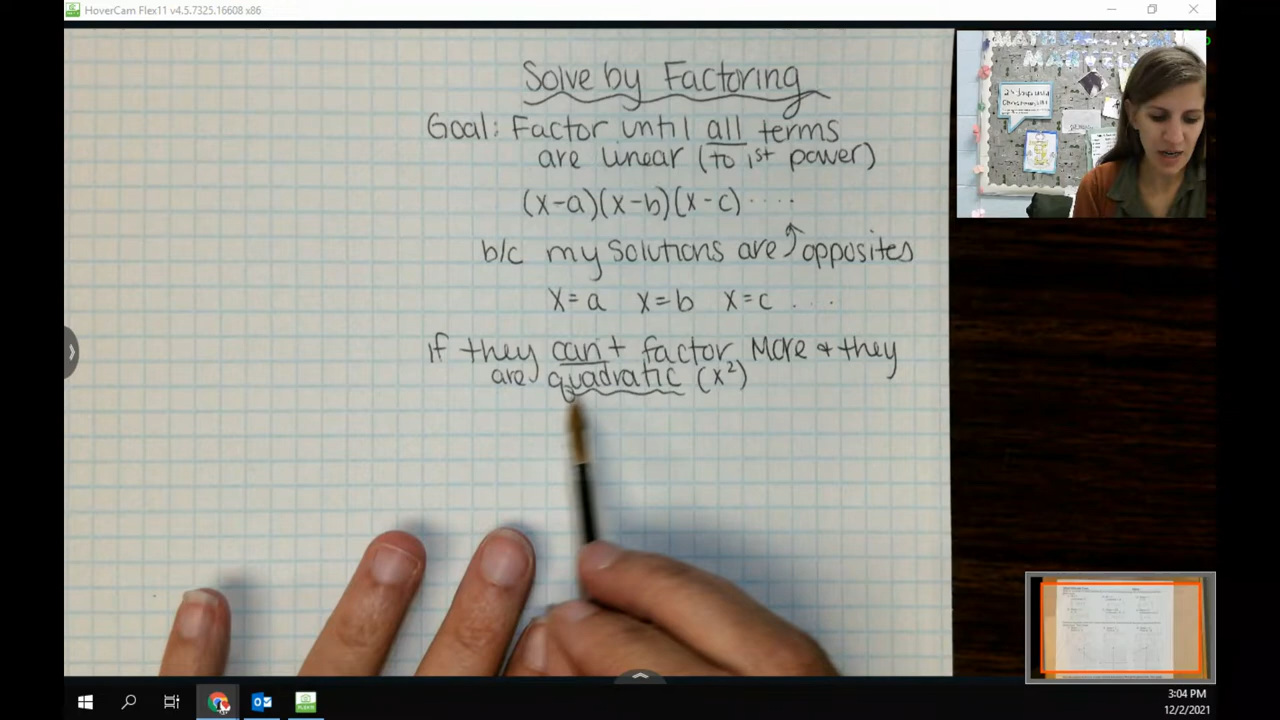 HoverCam Flex11 v4.5.7325.16608 x86
Solve by Factoring
Goal: Factor until all terms
are linear (to 1st power)
(x-a)(x-b)(x-c) ....
b/c my solutions are opposites
x=a x=b x=c ....
if they can't factor more & they
are quadratic (x²)
3:04 PM
12/2/2021